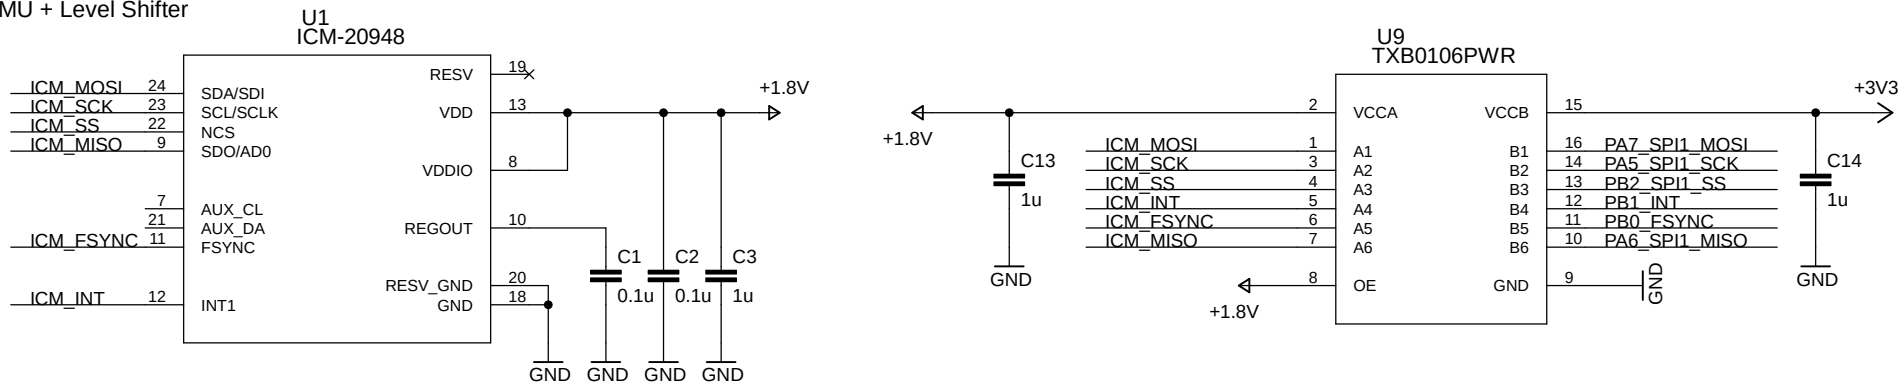 MU + Level Shifter
U1
ICM-20948
ICM_MOSI 24 SDA/SDI
ICM_SCK 23 SCL/SCLK
ICM_SS 22 NCS
ICM_MISO 9 SDO/AD0
7 AUX_CL
21 AUX_DA
ICM_FSYNC 11 FSYNC
ICM_INT 12 INT1
RESV 19
VDD 13
+1.8V
VDDIO 8
REGOUT 10
RESV_GND 20
GND 18
C1
0.1u
C2
0.1u
C3
1u
GND GND GND GND
U9
TXB0106PWR
+1.8V
2 VCCA
C13
1u
GND
ICM_MOSI 1 A1
ICM_SCK 3 A2
ICM_SS 4 A3
ICM_INT 5 A4
ICM_FSYNC 6 A5
ICM_MISO 7 A6
8 OE
+1.8V
VCCB 15
+3V3
B1 16 PA7_SPI1_MOSI
B2 14 PA5_SPI1_SCK
B3 13 PB2_SPI1_SS
B4 12 PB1_INT
B5 11 PB0_FSYNC
B6 10 PA6_SPI1_MISO
GND 9 GND
C14
1u
GND